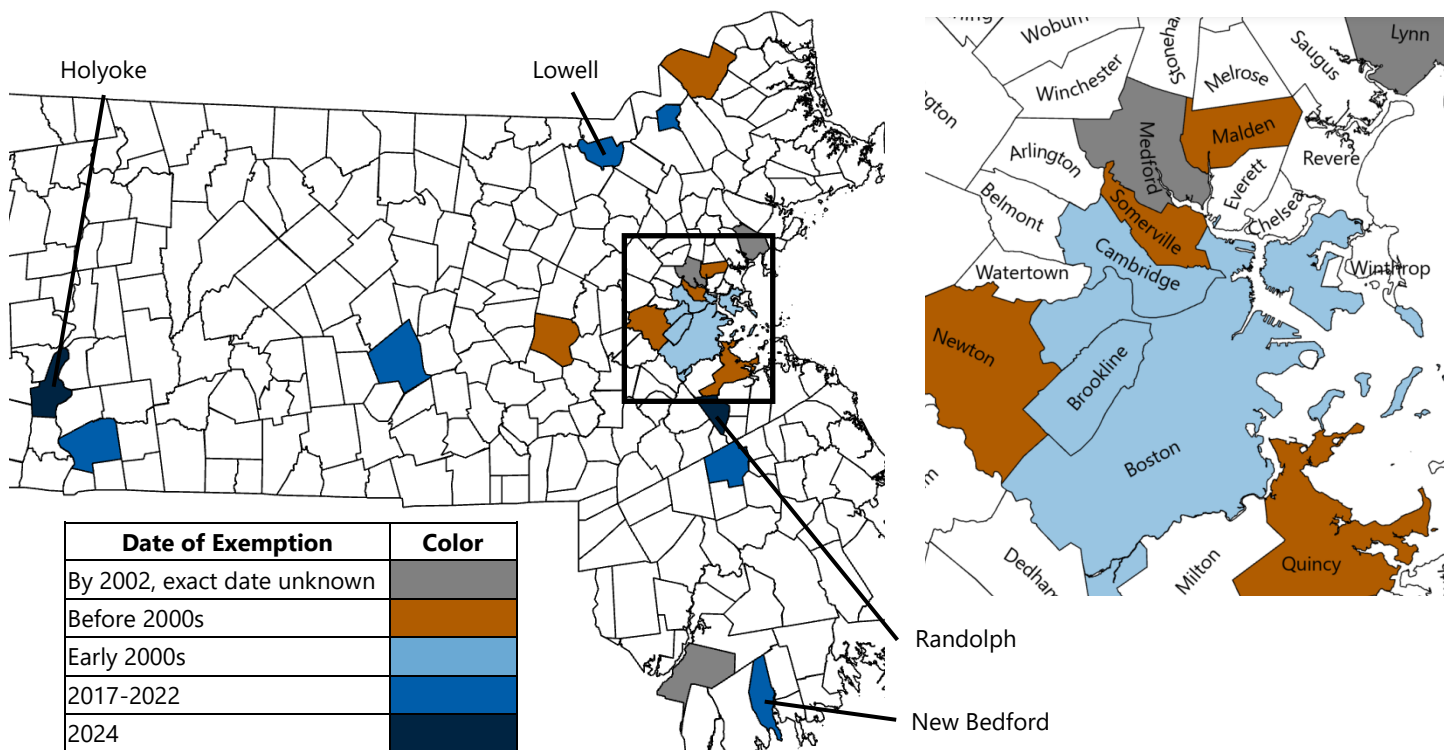 Holyoke
Lowell
Date of Exemption Color
By 2002, exact date unknown
Before 2000s
Early 2000s
2017-2022
2024
Randolph
New Bedford
Woburn
Stoneham
Saugus
Lynn
Winchester
Melrose
Malden
Medford
Arlington
Revere
Everett
Chelsea
Belmont
Somerville
Cambridge
Watertown
Winthrop
Newton
Brookline
Boston
Dedham
Milton
Quincy